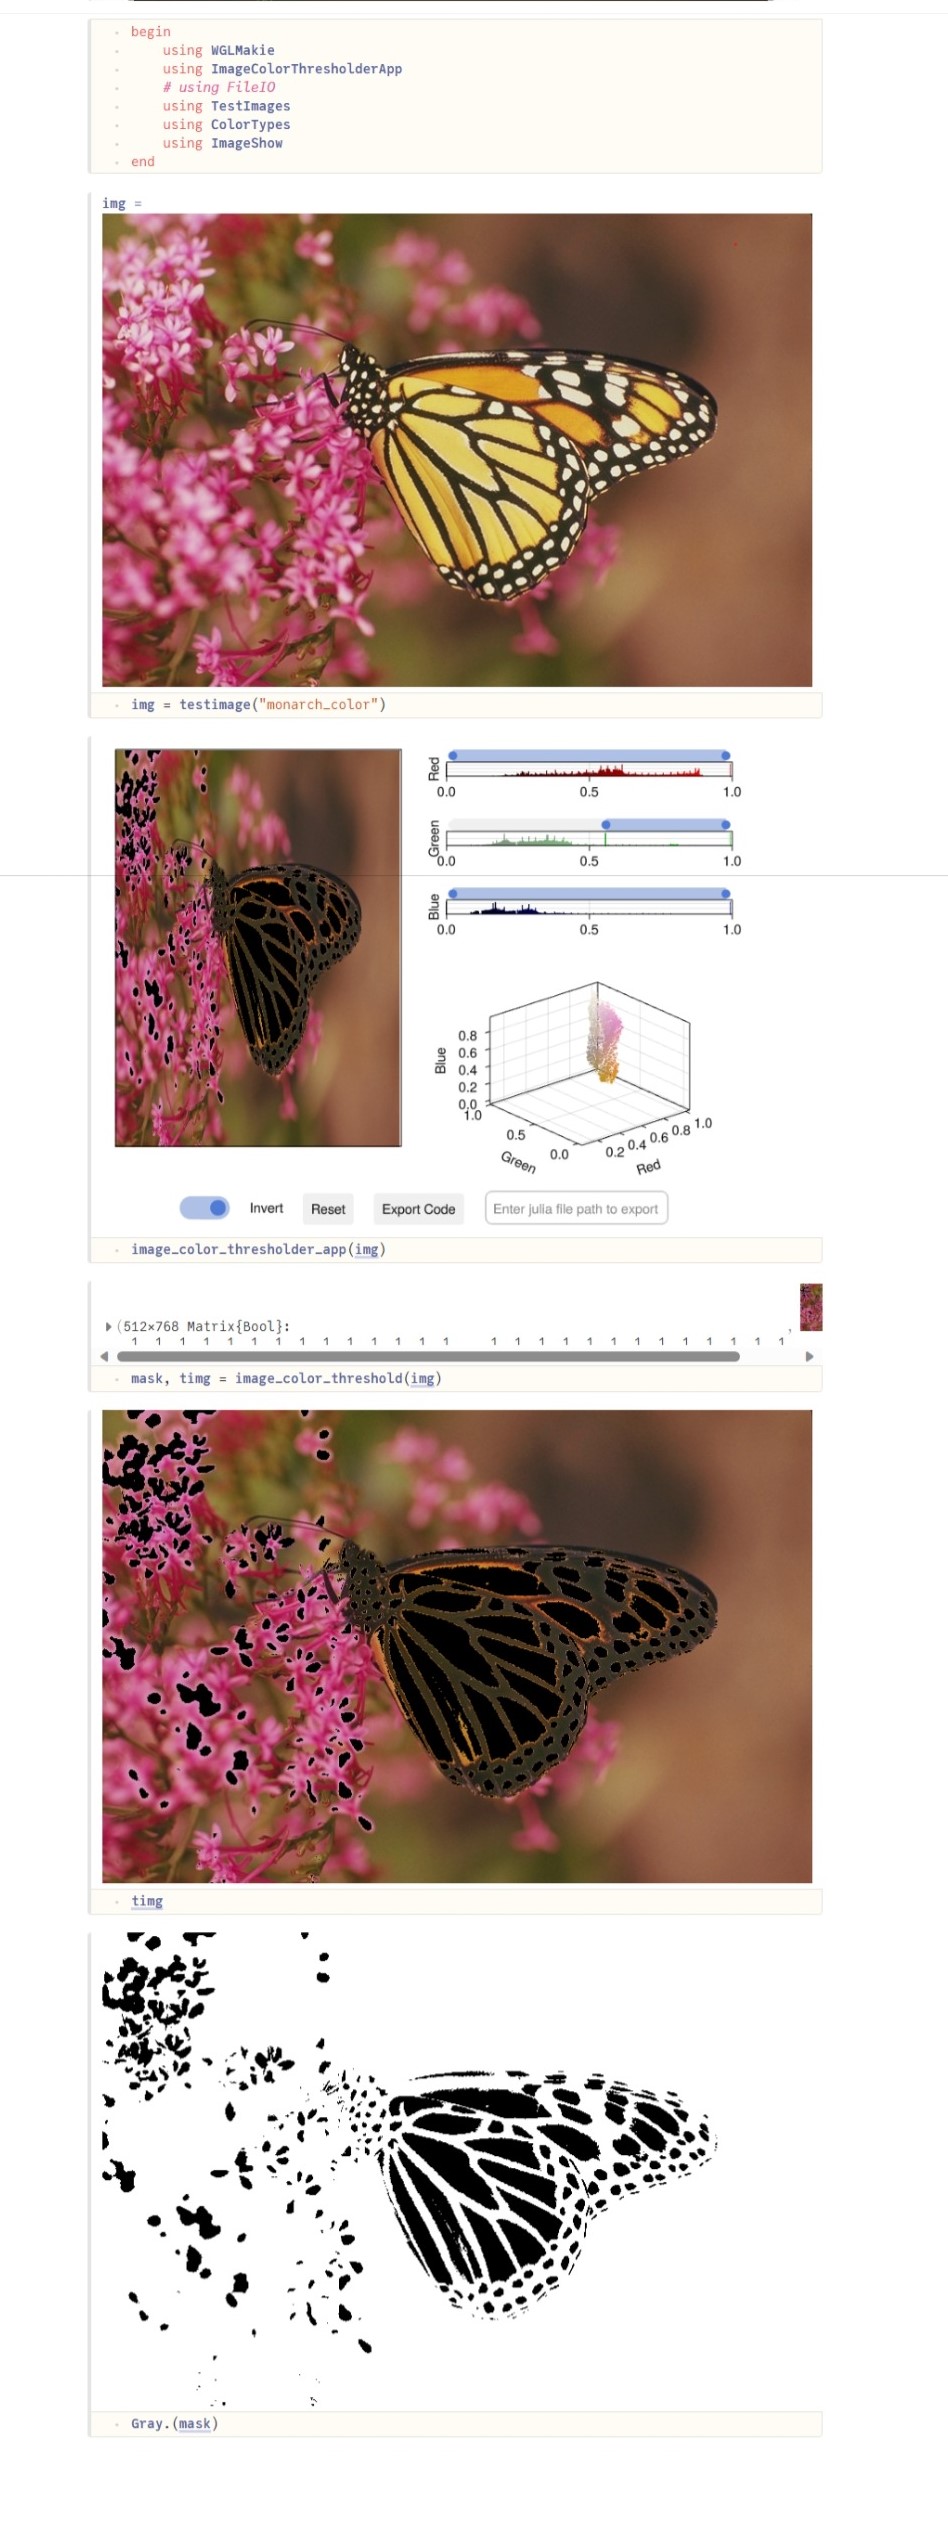 begin
using WGLMakie
using ImageColorThresholderApp
# using FileIO
using TestImages
using ColorTypes
using ImageShow
end
img =
img = testimage("monarch_color")
Red
0.0 0.5 1.0
Green
0.0 0.5 1.0
Blue
0.0 0.5 1.0
Blue
0.8
0.6
0.4
0.2
0.0
1.0
0.5
0.0
Green
0.2 0.4 0.6 0.8 1.0
Red
Invert Reset Export Code Enter julia file path to export
image_color_thresholder_app(img)
(512×768 Matrix{Bool}: ,
1 1 1 1 1 1 1 1 1 1 1 1 1 1 1 1 1 1 1 1 1 1 1 1 1 1 1
mask, timg = image_color_threshold(img)
timg
Gray.(mask)